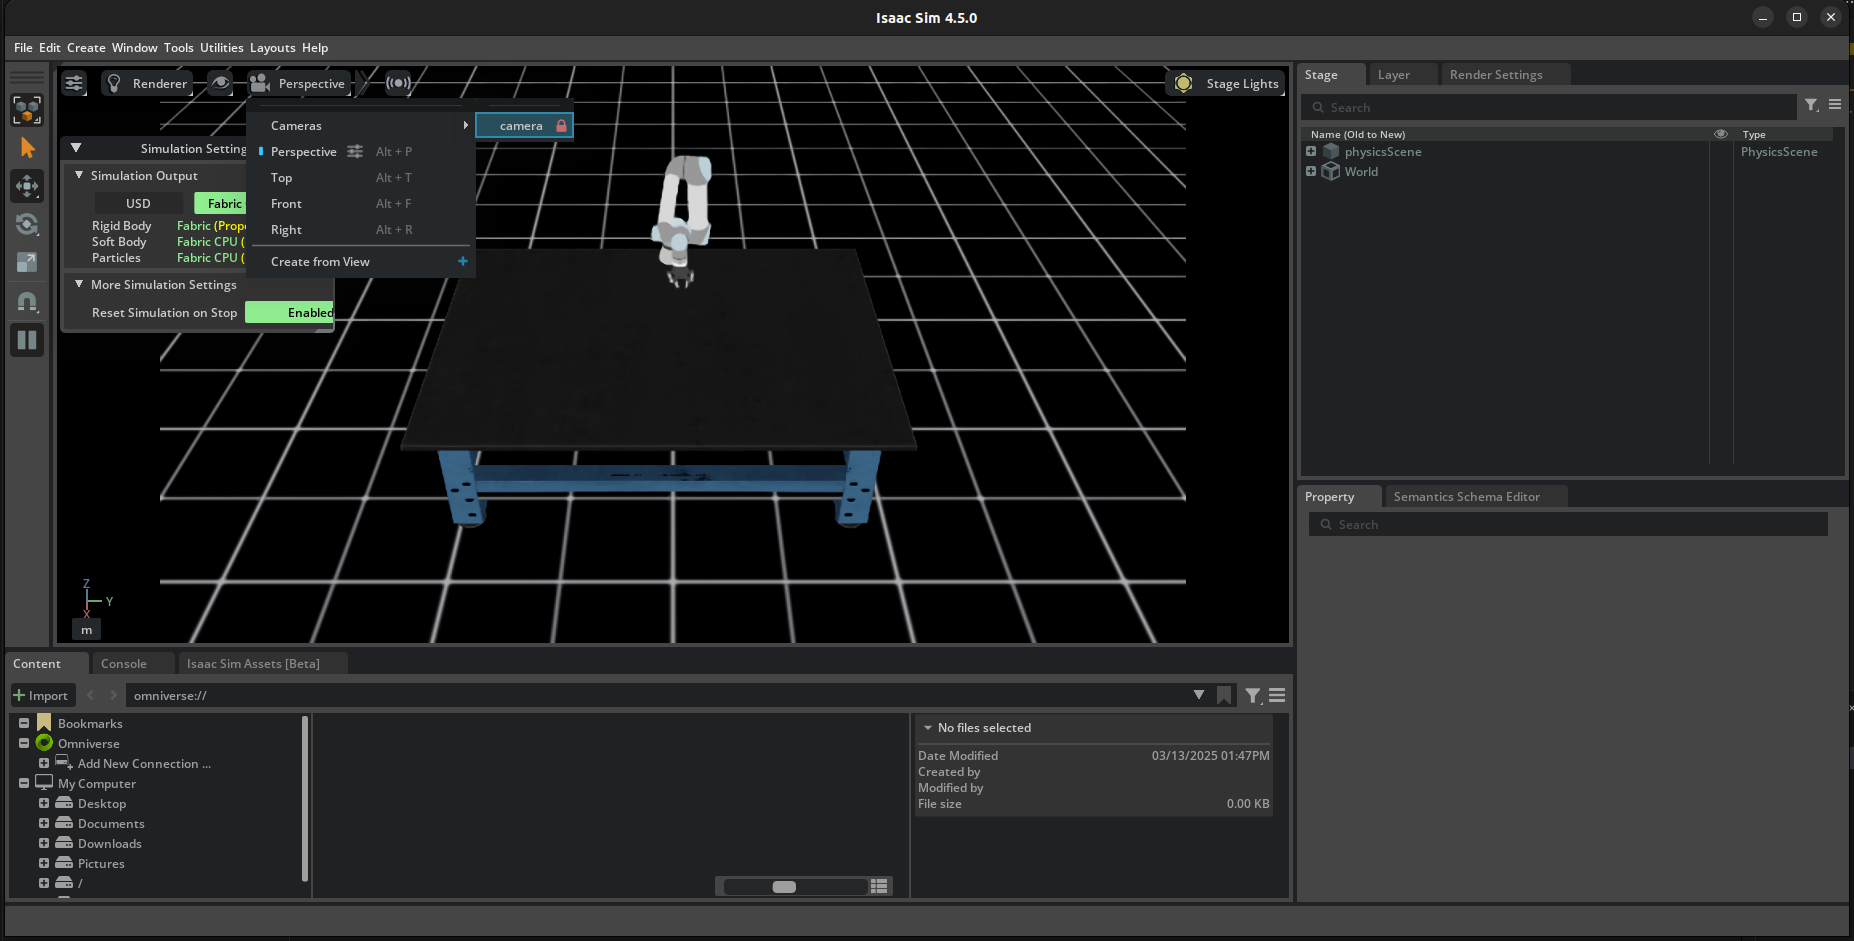 Isaac Sim 4.5.0
File Edit Create Window Tools Utilities Layouts Help
Renderer
Perspective
Stage Lights
Cameras
camera
Perspective Alt + P
Top Alt + T
Front Alt + F
Right Alt + R
Create from View
Simulation Setting
Simulation Output
USD Fabric
Rigid Body Fabric (Prop
Soft Body Fabric CPU (
Particles Fabric CPU (
More Simulation Settings
Reset Simulation on Stop Enabled
Z
Y
X
m
Stage Layer Render Settings
Search
Name (Old to New) Type
physicsScene PhysicsScene
World
Property Semantics Schema Editor
Search
Content Console Isaac Sim Assets [Beta]
Import omniverse://
Bookmarks
Omniverse
Add New Connection ...
My Computer
Desktop
Documents
Downloads
Pictures
/
No files selected
Date Modified 03/13/2025 01:47PM
Created by
Modified by
File size 0.00 KB